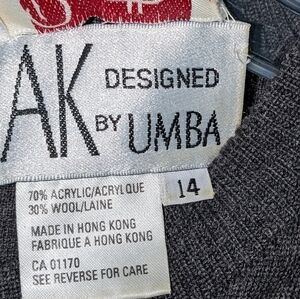 AK DESIGNED
BY UMBA
14
70% ACRYLIC/ACRYLIQUE
30% WOOL/LAINE
MADE IN HONG KONG
FABRIQUE A HONG KONG
CA 01170
SEE REVERSE FOR CARE